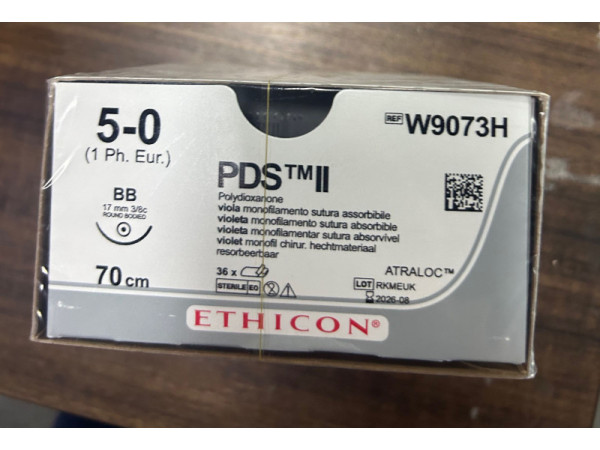 5-0
(1 Ph. Eur.)
BB
17 mm 3/8c
ROUND BODIED
70 cm
PDS™II
Polydioxanone
viola monofilamento sutura assorbibile
violeta monofilamento sutura absorbible
violeta monofilamentar sutura absorvível
violet monofil chirur. hechtmateriaal
resorbeerbaar
36 x
STERILE EO
REF W9073H
ATRALOC™
LOT RKMEUK
2026-08
ETHICON®